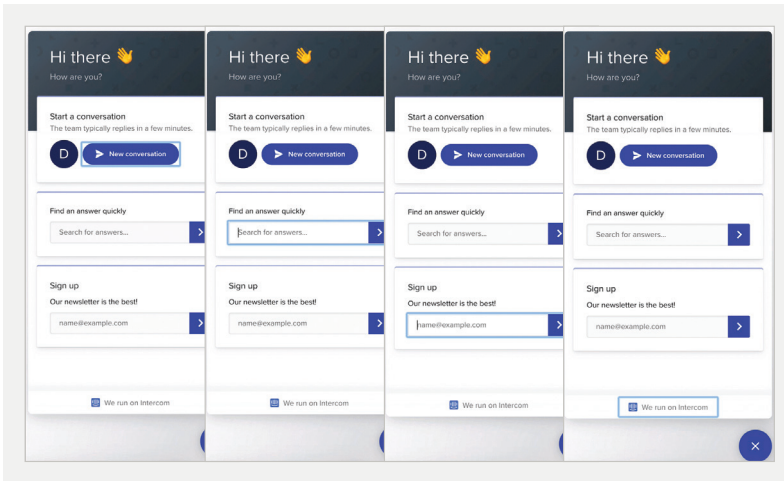 Hi there 👋
How are you?
Start a conversation
The team typically replies in a few minutes.
D
New conversation
Find an answer quickly
Search for answers...
Sign up
Our newsletter is the best!
name@example.com
We run on Intercom
Hi there 👋
How are you?
Start a conversation
The team typically replies in a few minutes.
D
New conversation
Find an answer quickly
Search for answers...
Sign up
Our newsletter is the best!
name@example.com
We run on Intercom
Hi there 👋
How are you?
Start a conversation
The team typically replies in a few minutes.
D
New conversation
Find an answer quickly
Search for answers...
Sign up
Our newsletter is the best!
name@example.com
We run on Intercom
Hi there 👋
How are you?
Start a conversation
The team typically replies in a few minutes.
D
New conversation
Find an answer quickly
Search for answers...
Sign up
Our newsletter is the best!
name@example.com
We run on Intercom